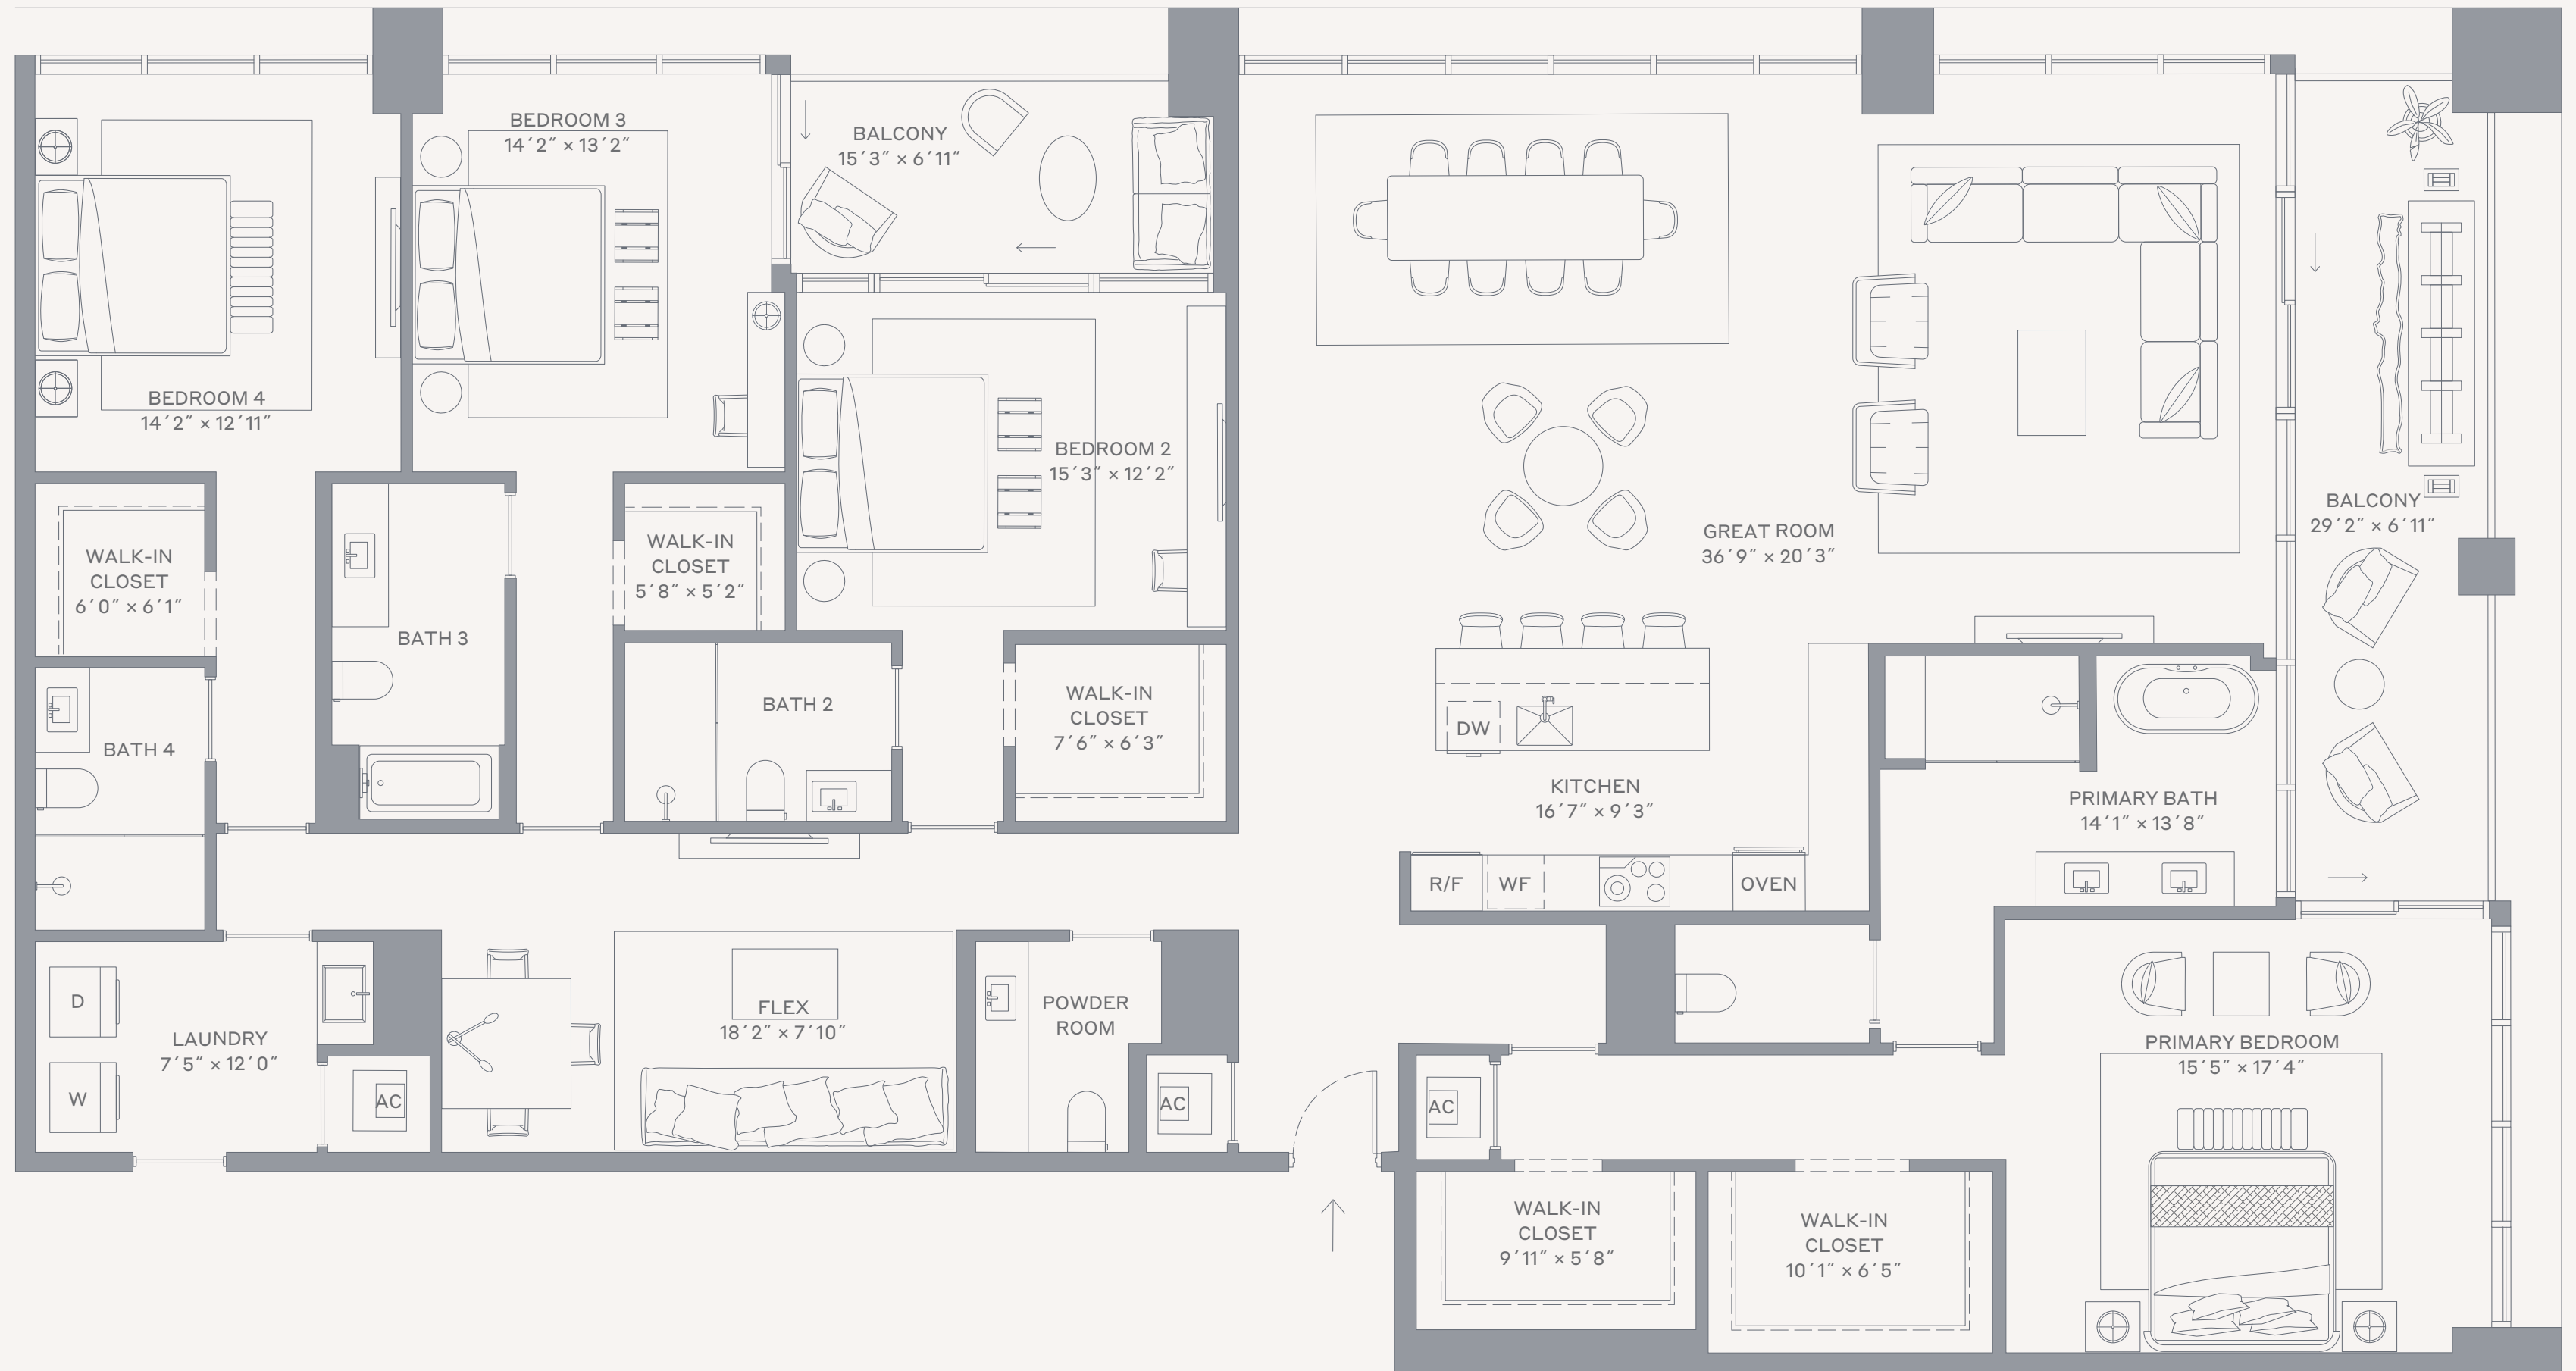 BEDROOM 4
14´2˝ × 12´11˝
BEDROOM 3
14´2˝ × 13´2˝
BALCONY
15´3˝ × 6´11˝
BEDROOM 2
15´3˝ × 12´2˝
GREAT ROOM
36´9˝ × 20´3˝
BALCONY
29´2˝ × 6´11˝
WALK-IN
CLOSET
6´0˝ × 6´1˝
BATH 3
WALK-IN
CLOSET
5´8˝ × 5´2˝
BATH 4
BATH 2
WALK-IN
CLOSET
7´6˝ × 6´3˝
DW
KITCHEN
16´7˝ × 9´3˝
R/F
WF
OVEN
PRIMARY BATH
14´1˝ × 13´8˝
D
W
LAUNDRY
7´5˝ × 12´0˝
AC
FLEX
18´2˝ × 7´10˝
POWDER
ROOM
AC
AC
PRIMARY BEDROOM
15´5˝ × 17´4˝
WALK-IN
CLOSET
9´11˝ × 5´8˝
WALK-IN
CLOSET
10´1˝ × 6´5˝